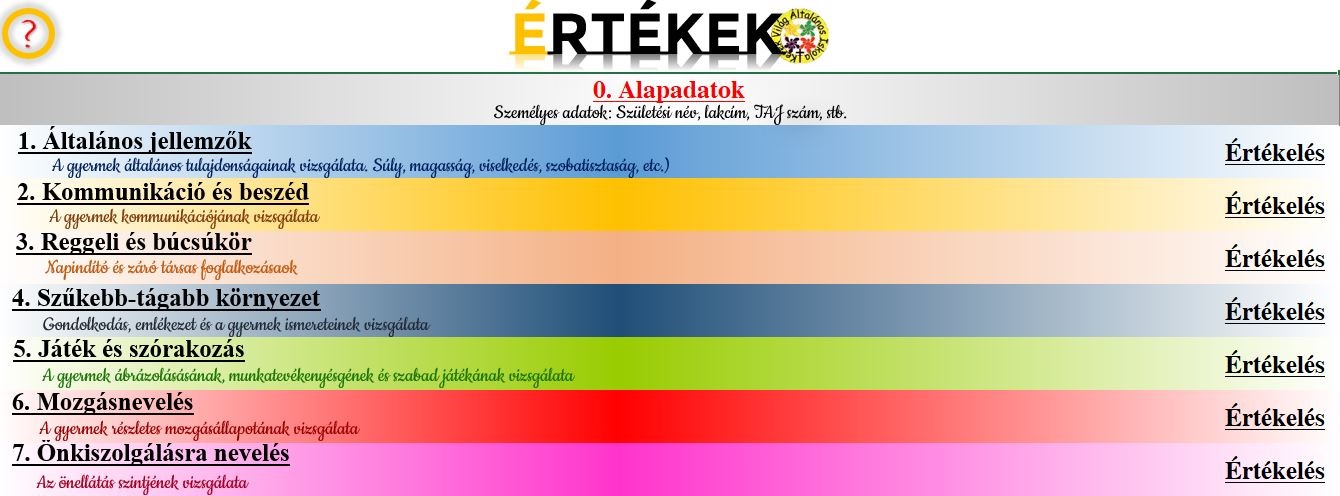 ?
ÉRTÉKEK
Kerek Világ Általános Iskola
0. Alapadatok
Személyes adatok: Születési név, lakcím, TAJ szám, stb.
1. Általános jellemzők
A gyermek általános tulajdonságainak vizsgálata. Súly, magasság, viselkedés, szobatisztaság, etc.)
Értékelés
2. Kommunikáció és beszéd
A gyermek kommunikációjának vizsgálata
Értékelés
3. Reggeli és búcsúkör
Napindító és záró társas foglalkozásaok
Értékelés
4. Szűkebb-tágabb környezet
Gondolkodás, emlékezet és a gyermek ismereteinek vizsgálata
Értékelés
5. Játék és szórakozás
A gyermek ábrázolásásának, munkatevékenyésgének és szabad játékának vizsgálata
Értékelés
6. Mozgásnevelés
A gyermek részletes mozgásállapotának vizsgálata
Értékelés
7. Önkiszolgálásra nevelés
Az önellátás szintjének vizsgálata
Értékelés